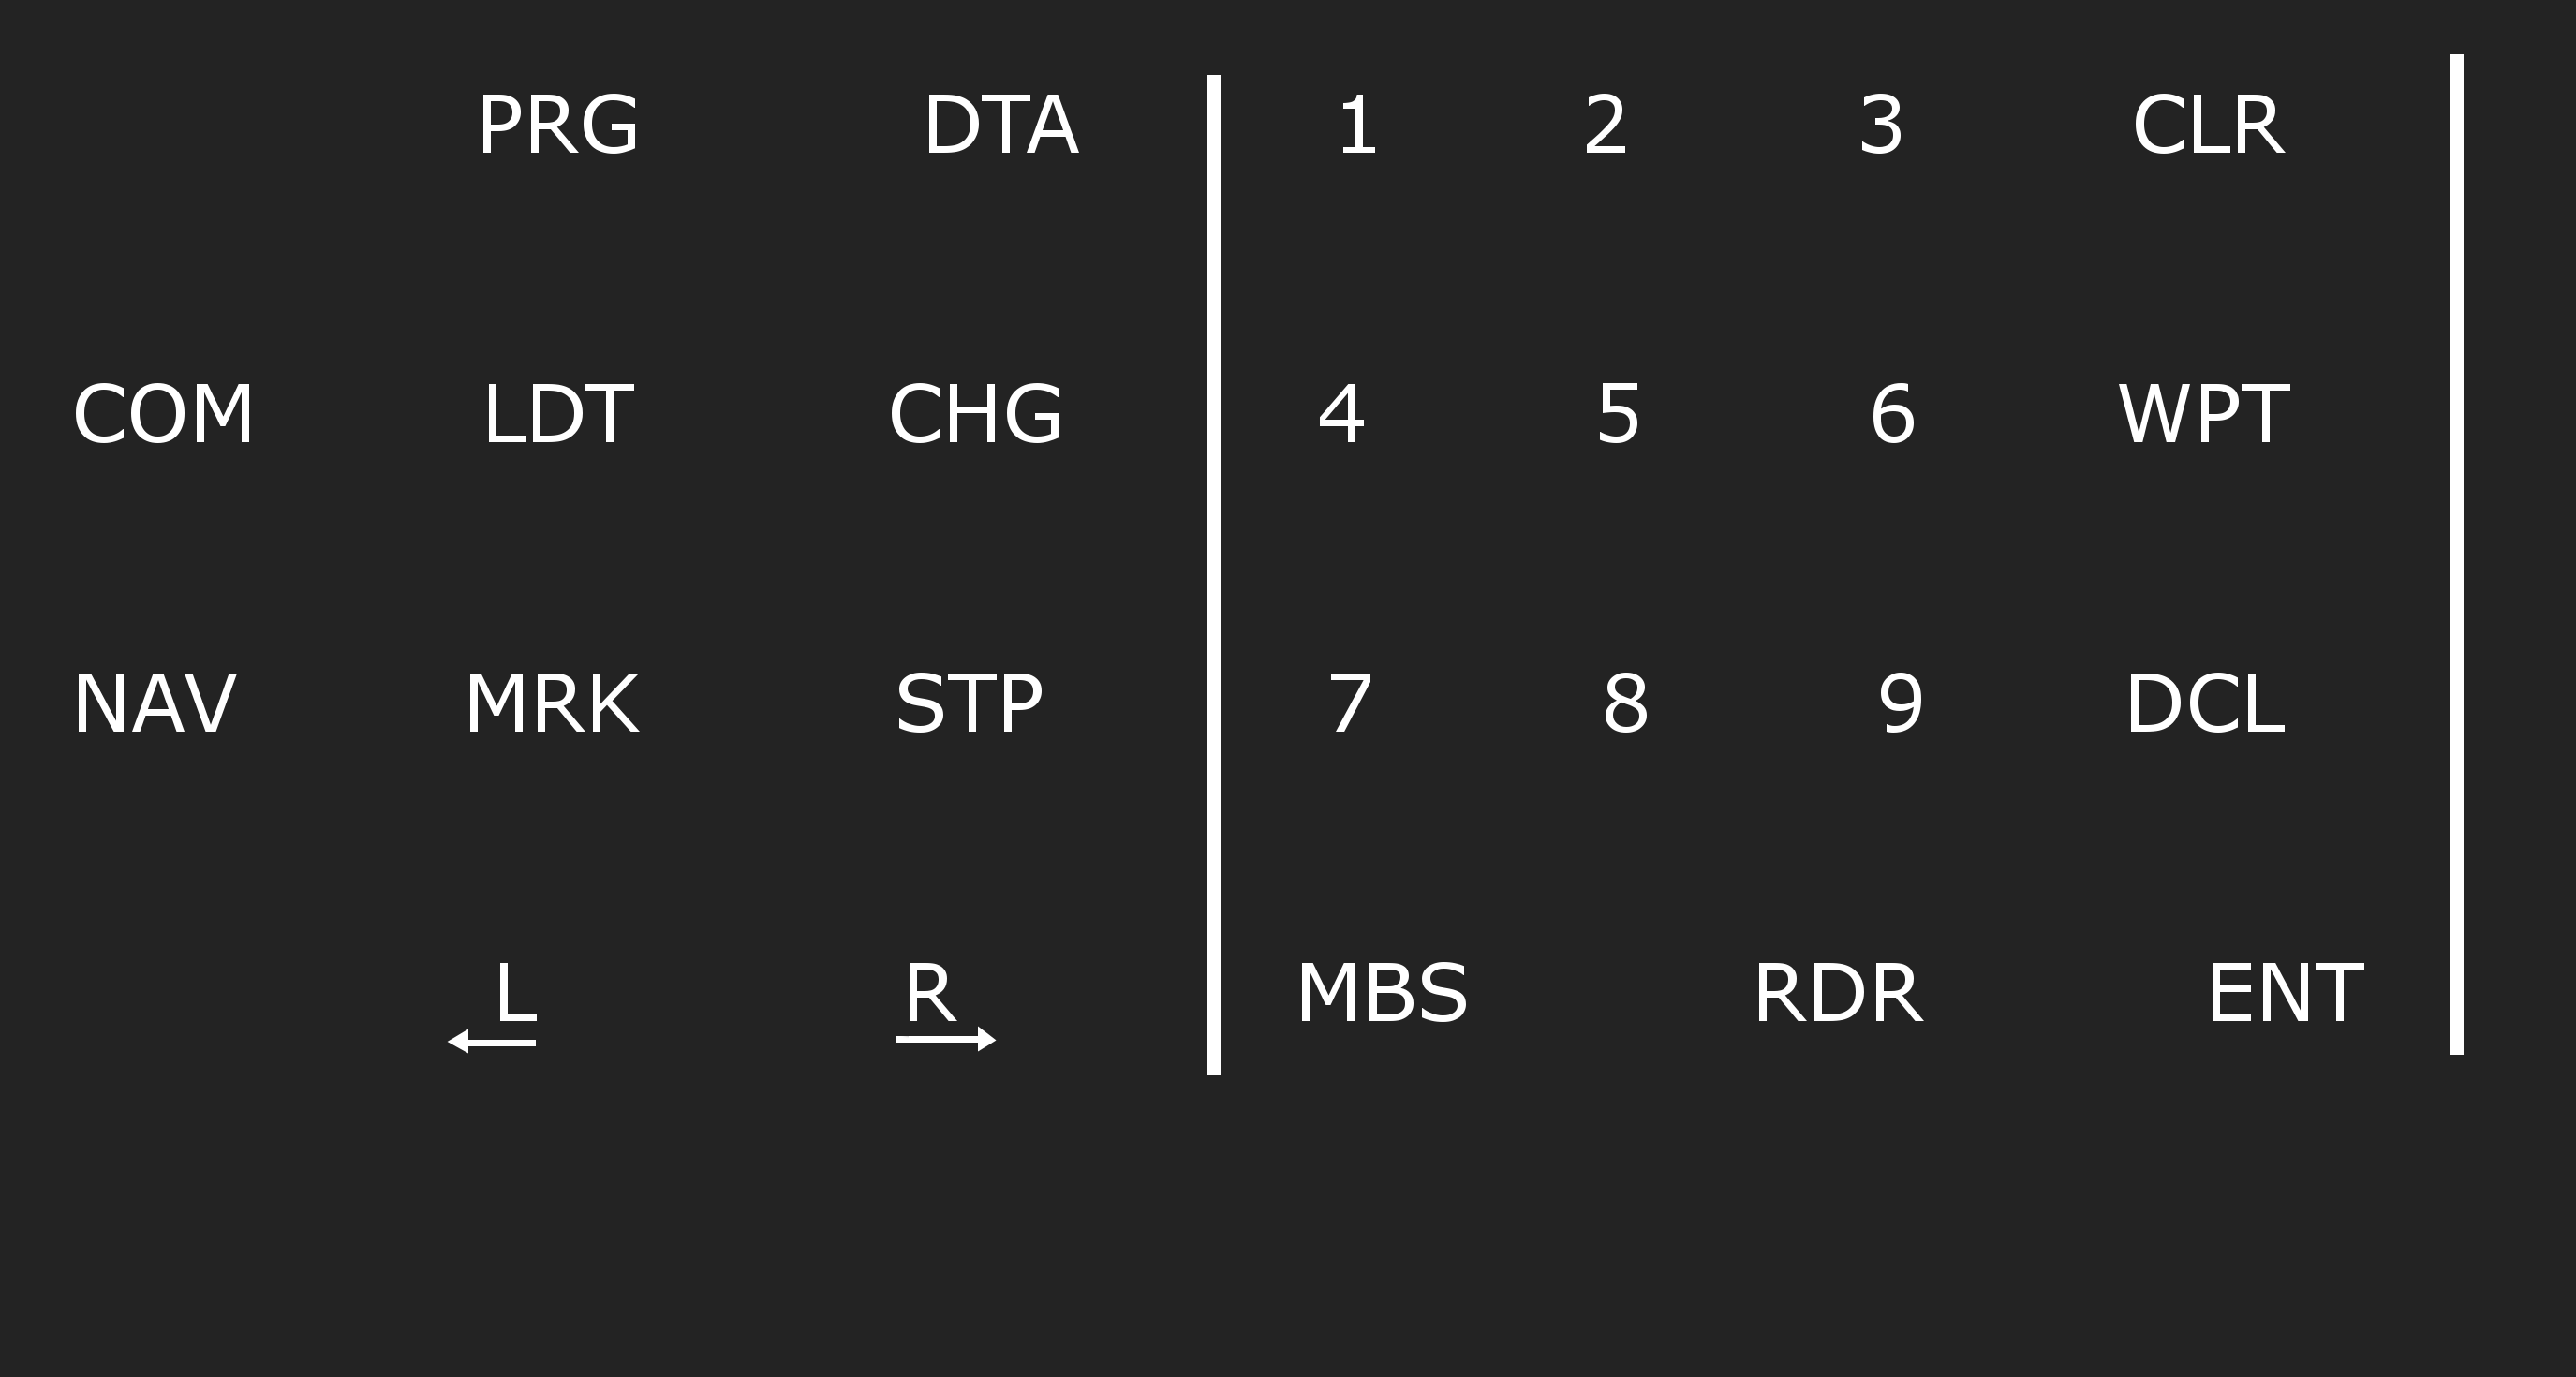 PRG DTA 1 2 3 CLR
COM LDT CHG 4 5 6 WPT
NAV MRK STP 7 8 9 DCL
L R MBS RDR ENT